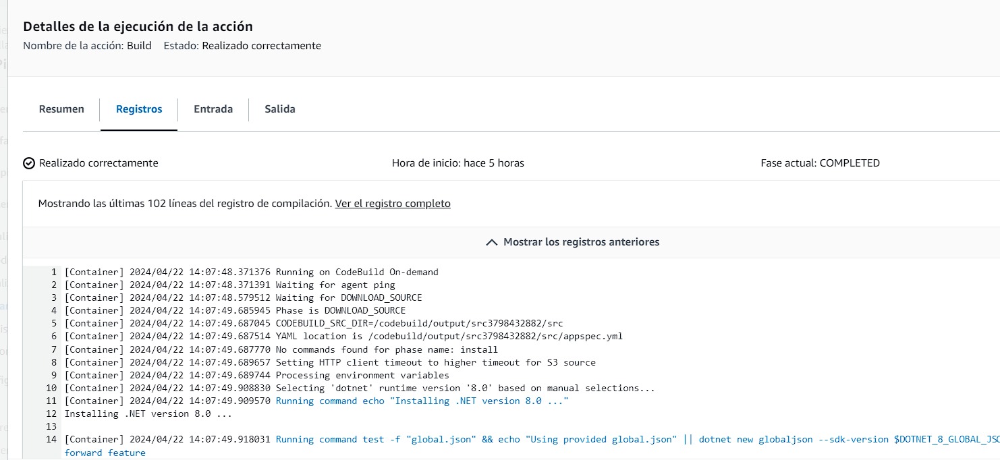 Detalles de la ejecución de la acción
Nombre de la acción: Build Estado: Realizado correctamente
Resumen Registros Entrada Salida
Realizado correctamente Hora de inicio: hace 5 horas Fase actual: COMPLETED
Mostrando las últimas 102 líneas del registro de compilación. Ver el registro completo
Mostrar los registros anteriores
1 [Container] 2024/04/22 14:07:48.371376 Running on CodeBuild On-demand
2 [Container] 2024/04/22 14:07:48.371391 Waiting for agent ping
3 [Container] 2024/04/22 14:07:48.579512 Waiting for DOWNLOAD_SOURCE
4 [Container] 2024/04/22 14:07:49.685945 Phase is DOWNLOAD_SOURCE
5 [Container] 2024/04/22 14:07:49.687045 CODEBUILD_SRC_DIR=/codebuild/output/src3798432882/src
6 [Container] 2024/04/22 14:07:49.687514 YAML location is /codebuild/output/src3798432882/src/appspec.yml
7 [Container] 2024/04/22 14:07:49.687770 No commands found for phase name: install
8 [Container] 2024/04/22 14:07:49.689657 Setting HTTP client timeout to higher timeout for S3 source
9 [Container] 2024/04/22 14:07:49.689744 Processing environment variables
10 [Container] 2024/04/22 14:07:49.908830 Selecting 'dotnet' runtime version '8.0' based on manual selections...
11 [Container] 2024/04/22 14:07:49.909570 Running command echo "Installing .NET version 8.0 ..."
12 Installing .NET version 8.0 ...
13
14 [Container] 2024/04/22 14:07:49.918031 Running command test -f "global.json" && echo "Using provided global.json" || dotnet new globaljson --sdk-version $DOTNET_8_GLOBAL_JSO
forward feature